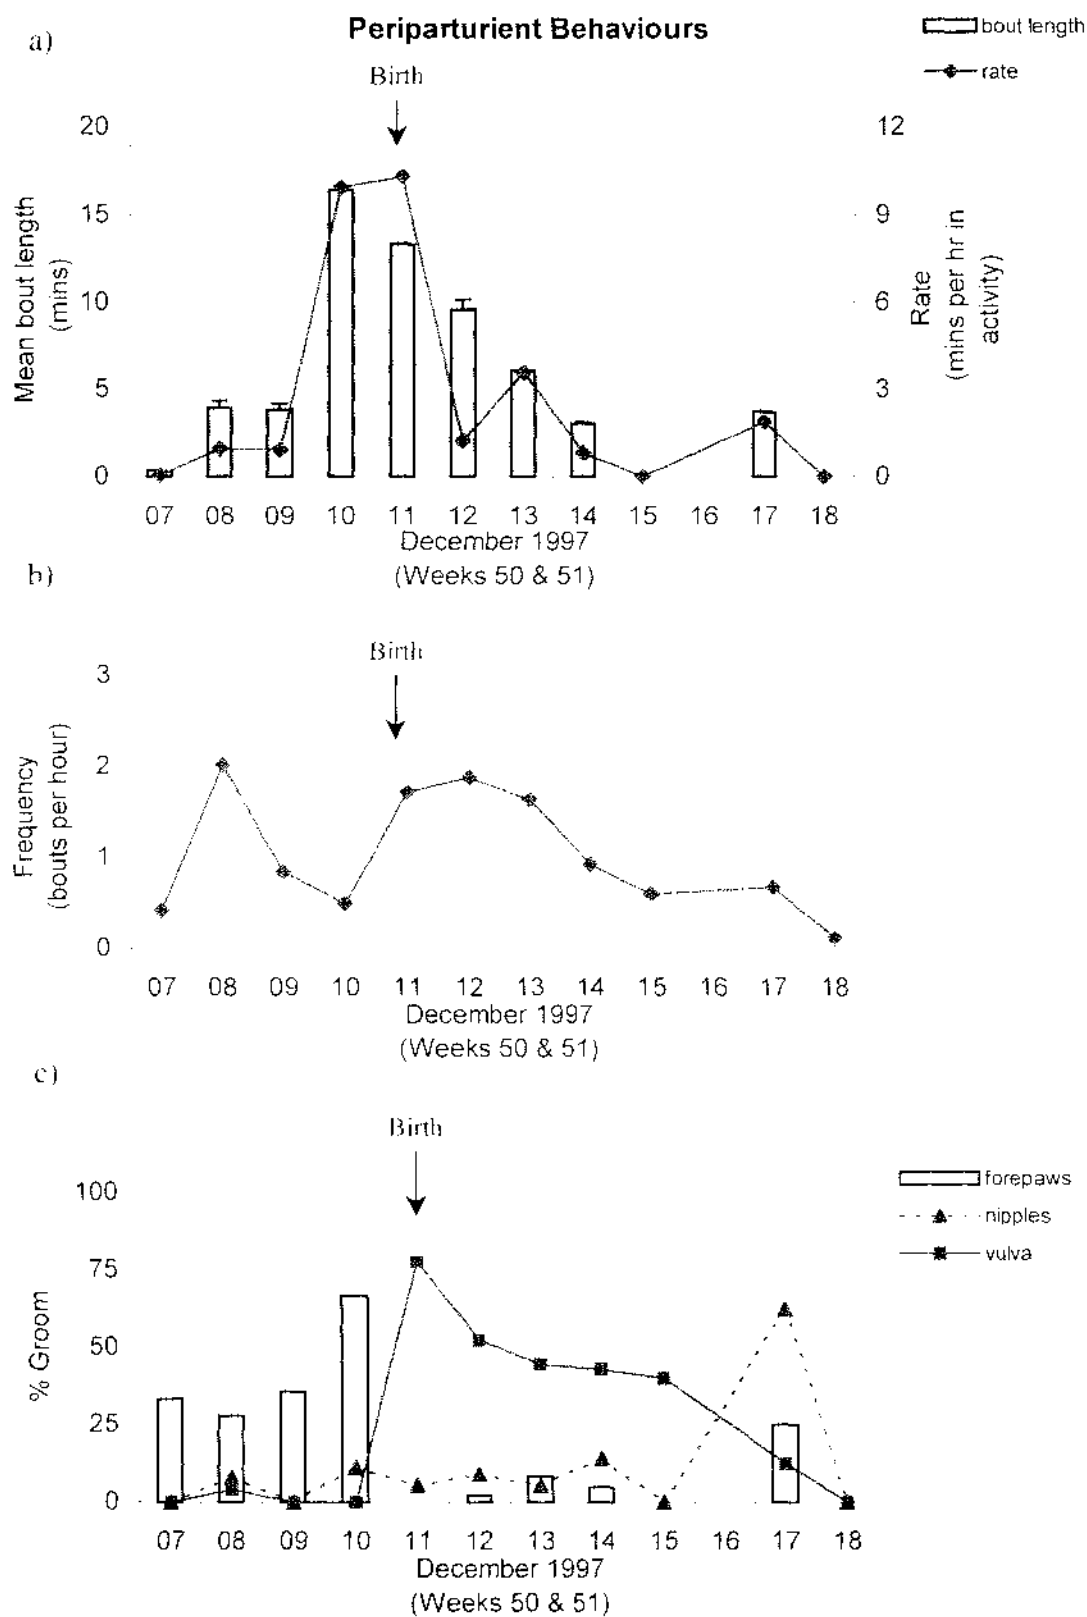 a)
Periparturient Behaviours
bout length
rate
Birth
20
15
10
5
0
Mean bout length
(mins)
12
9
6
3
0
Rate
(mins per hr in
activity)
07 08 09 10 11 12 13 14 15 16 17 18
December 1997
(Weeks 50 & 51)
b)
Birth
3
2
1
0
Frequency
(bouts per hour)
07 08 09 10 11 12 13 14 15 16 17 18
December 1997
(Weeks 50 & 51)
c)
Birth
forepaws
nipples
vulva
100
75
50
25
0
% Groom
07 08 09 10 11 12 13 14 15 16 17 18
December 1997
(Weeks 50 & 51)